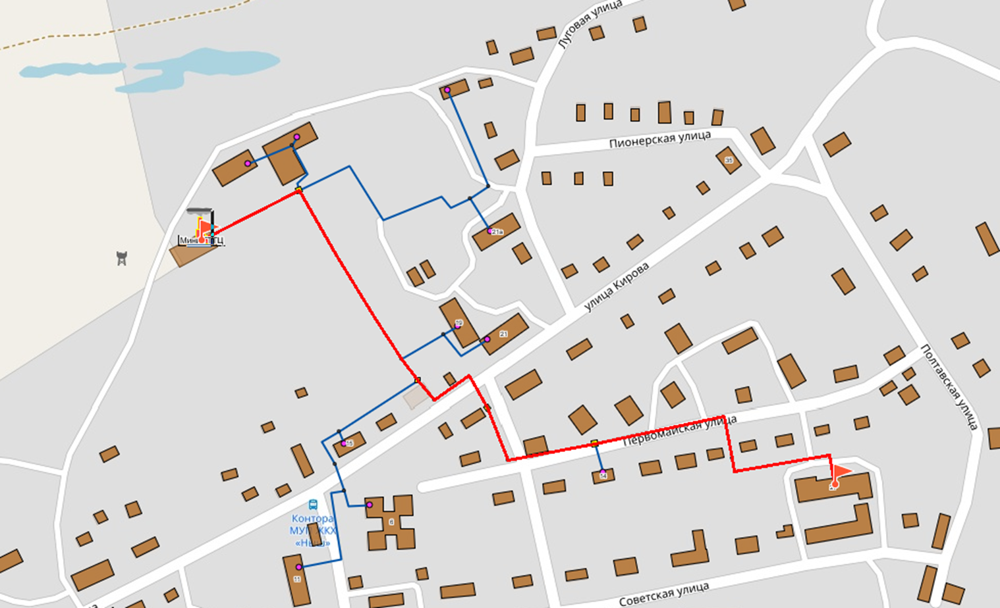 Луговая улица
Пионерская улица
35
21а
улица Кирова
19
21
Полтавская улица
Первомайская улица
15
14
Контора
МУП ЖКХ
6
11
Советская улица